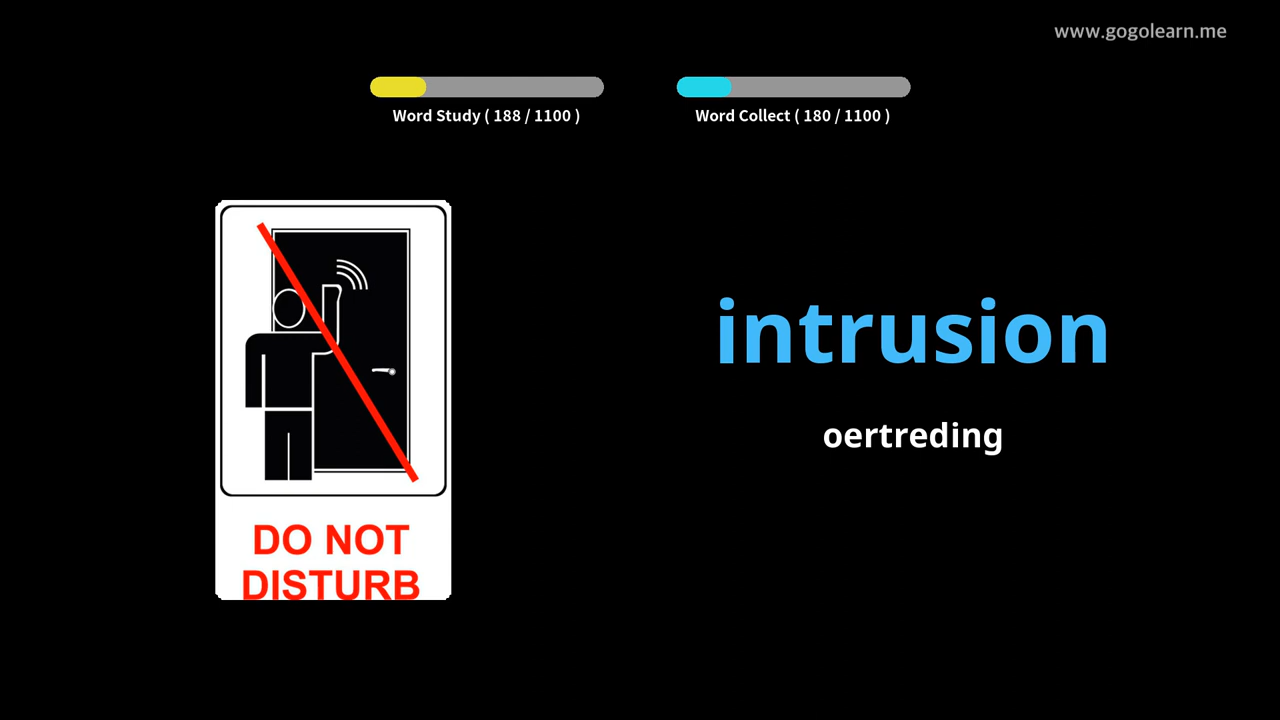 www.gogolearn.me
Word Study ( 188 / 1100 )
Word Collect ( 180 / 1100 )
DO NOT
DISTURB
intrusion
oertreding